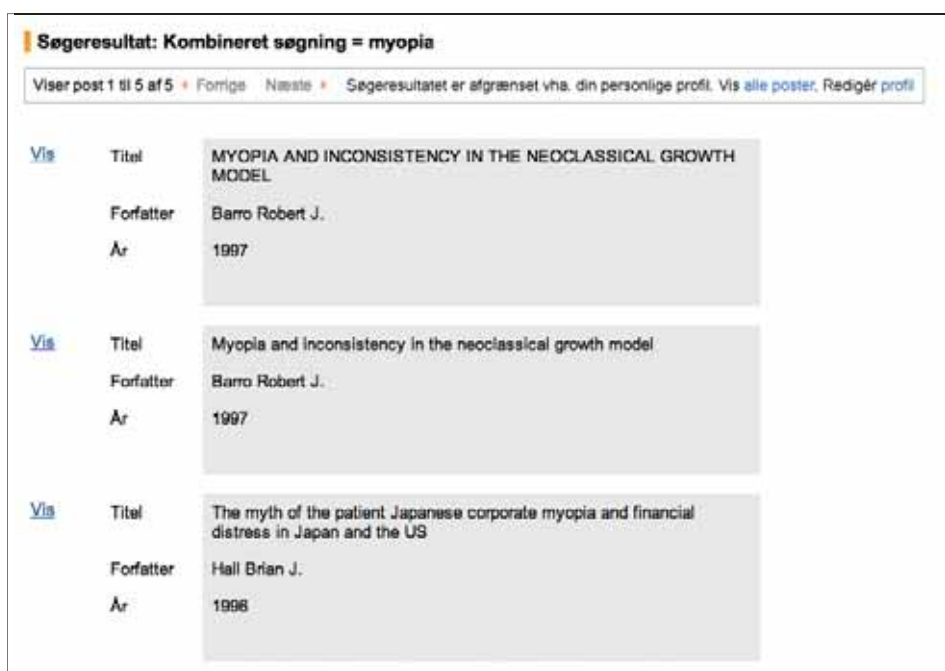 Søgeresultat: Kombineret søgning = myopia
Viser post 1 til 5 af 5 Forrige Næste Søgeresultatet er afgrænset vha. din personlige profil. Vis alle poster. Redigér profil
Vis Titel MYOPIA AND INCONSISTENCY IN THE NEOCLASSICAL GROWTH
MODEL
Forfatter Barro Robert J.
År 1997
Vis Titel Myopia and inconsistency in the neoclassical growth model
Forfatter Barro Robert J.
År 1997
Vis Titel The myth of the patient Japanese corporate myopia and financial
distress in Japan and the US
Forfatter Hall Brian J.
År 1996